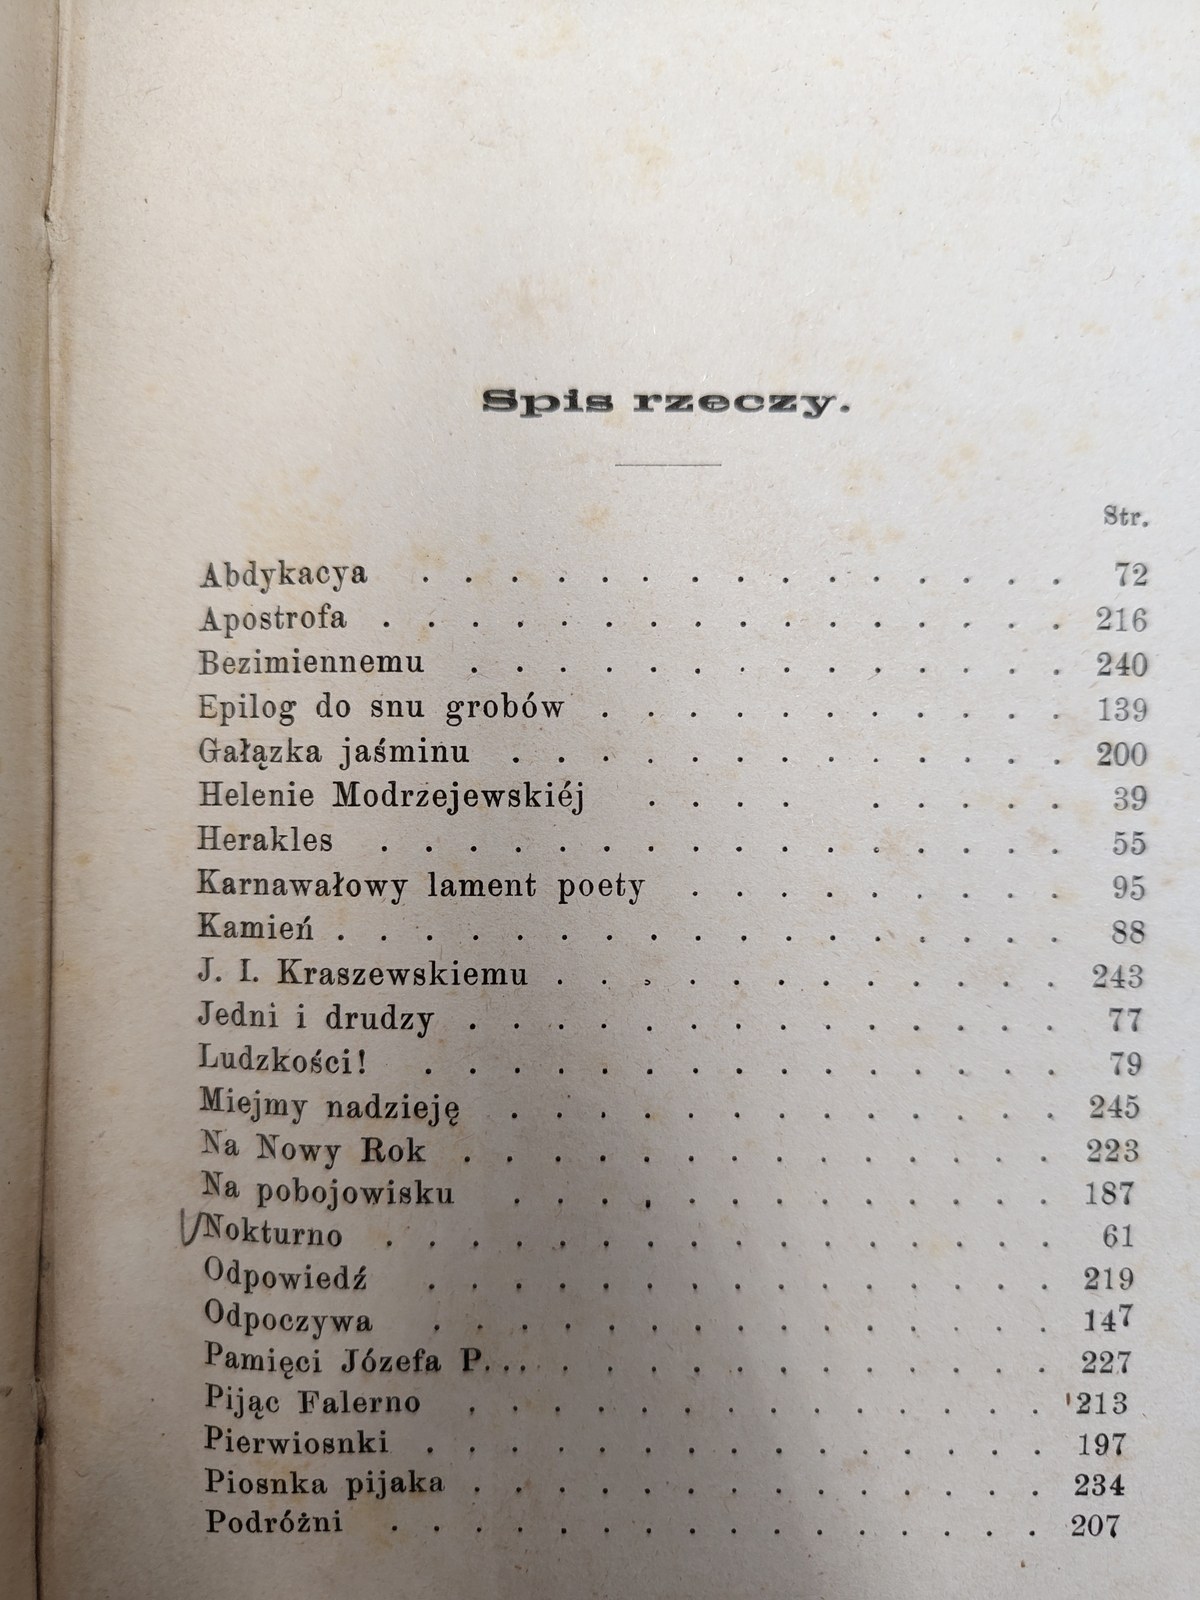 Spis rzeczy.
Str.
Abdykacya . . . . . . . . . . . . . . . 72
Apostrofa . . . . . . . . . . . . . . . . 216
Bezimiennemu . . . . . . . . . . . . . . 240
Epilog do snu grobów . . . . . . . . . . . 139
Gałązka jaśminu . . . . . . . . . . . . . 200
Helenie Modrzejewskiéj . . . . . . . . . 39
Herakles . . . . . . . . . . . . . . . . 55
Karnawałowy lament poety . . . . . . . . . 95
Kamień . . . . . . . . . . . . . . . . . 88
J. I. Kraszewskiemu . . . . . . . . . . . . 243
Jedni i drudzy . . . . . . . . . . . . . . 77
Ludzkości! . . . . . . . . . . . . . . . 79
Miejmy nadzieję . . . . . . . . . . . . . 245
Na Nowy Rok . . . . . . . . . . . . . . 223
Na pobojowisku . . . . . . . . . . . . . 187
Nokturno . . . . . . . . . . . . . . . . 61
Odpowiedź . . . . . . . . . . . . . . . 219
Odpoczywa . . . . . . . . . . . . . . . 147
Pamięci Józefa P. . . . . . . . . . . . . . . 227
Pijąc Falerno . . . . . . . . . . . . . . 213
Pierwiosnki . . . . . . . . . . . . . . . 197
Piosnka pijaka . . . . . . . . . . . . . . 234
Podróżni . . . . . . . . . . . . . . . . 207